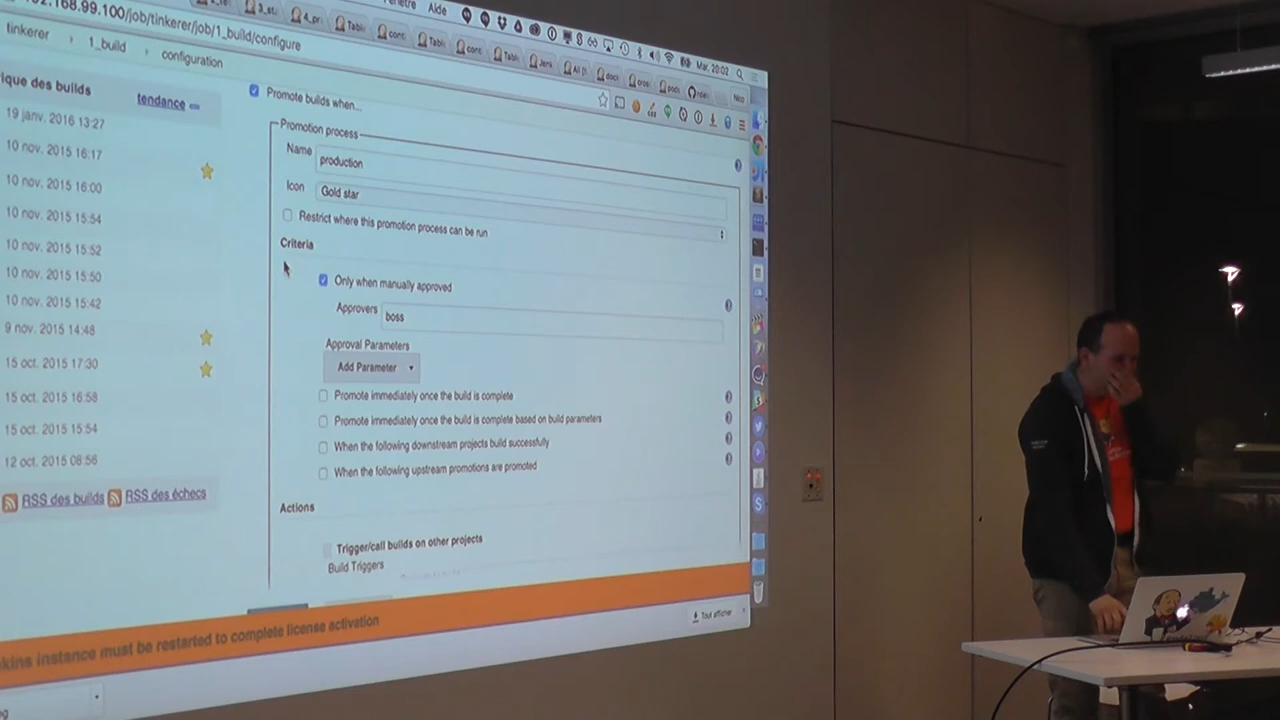 Fenêtre Aide
Mar. 20:02
.168.99.100/job/tinkerer/job/1_build/configure
Nico
tinkerer › 1_build › configuration
ique des builds
tendance
19 janv. 2016 13:27
10 nov. 2015 16:17
10 nov. 2015 16:00
10 nov. 2015 15:54
10 nov. 2015 15:52
10 nov. 2015 15:50
10 nov. 2015 15:42
9 nov. 2015 14:48
15 oct. 2015 17:30
15 oct. 2015 16:58
15 oct. 2015 15:54
12 oct. 2015 08:56
RSS des builds RSS des échecs
Promote builds when...
Promotion process
Name production
Icon Gold star
Restrict where this promotion process can be run
Criteria
Only when manually approved
Approvers boss
Approval Parameters
Add Parameter
Promote immediately once the build is complete
Promote immediately once the build is complete based on build parameters
When the following downstream projects build successfully
When the following upstream promotions are promoted
Actions
Trigger/call builds on other projects
Build Triggers
kins instance must be restarted to complete license activation
Tout afficher